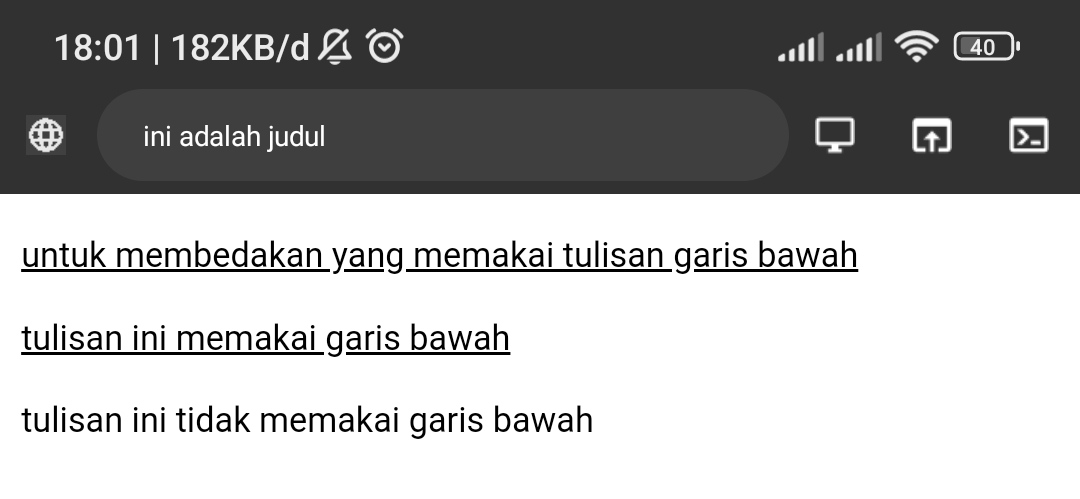 18:01 | 182KB/d
40
ini adalah judul
untuk membedakan yang memakai tulisan garis bawah
tulisan ini memakai garis bawah
tulisan ini tidak memakai garis bawah